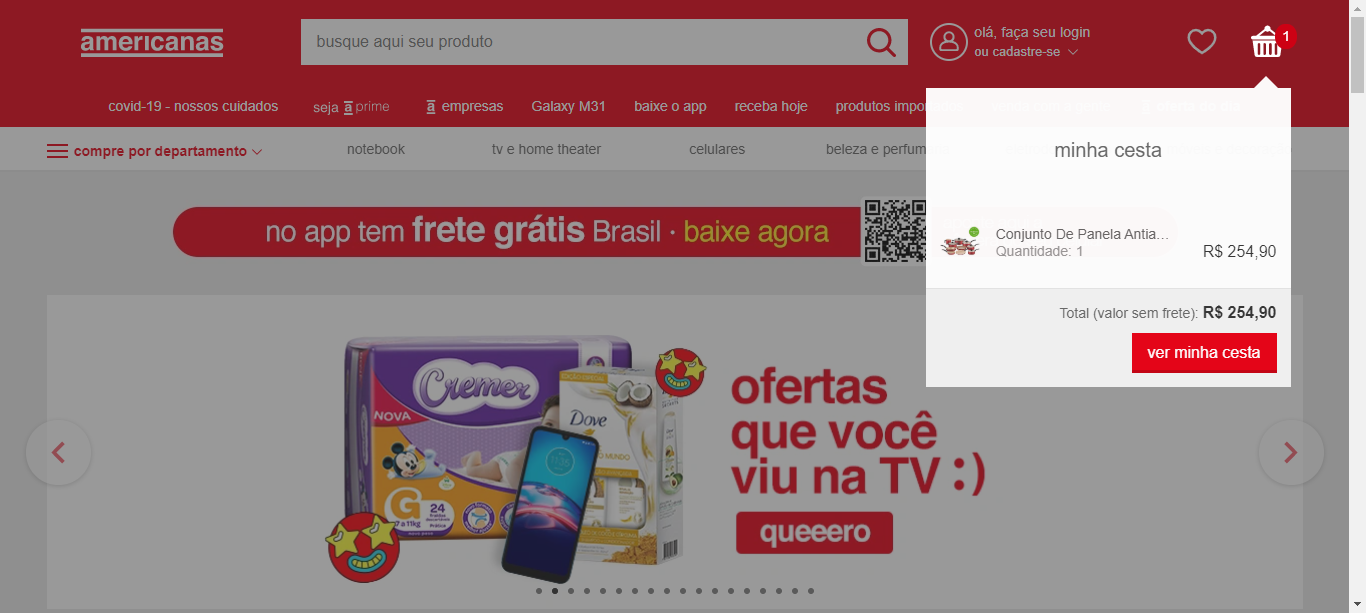 americanas
busque aqui seu produto
olá, faça seu login
ou cadastre-se
1
covid-19 - nossos cuidados
seja a prime
a empresas
Galaxy M31
baixe o app
receba hoje
produtos impor
compre por departamento
notebook
tv e home theater
celulares
beleza e perfum
minha cesta
Conjunto De Panela Antia...
Quantidade: 1
R$ 254,90
Total (valor sem frete): R$ 254,90
ver minha cesta
no app tem frete grátis Brasil · baixe agora
Cremer
NOVA
G
24
7 a 11kg
Dove
ofertas
que você
viu na TV :)
queeero